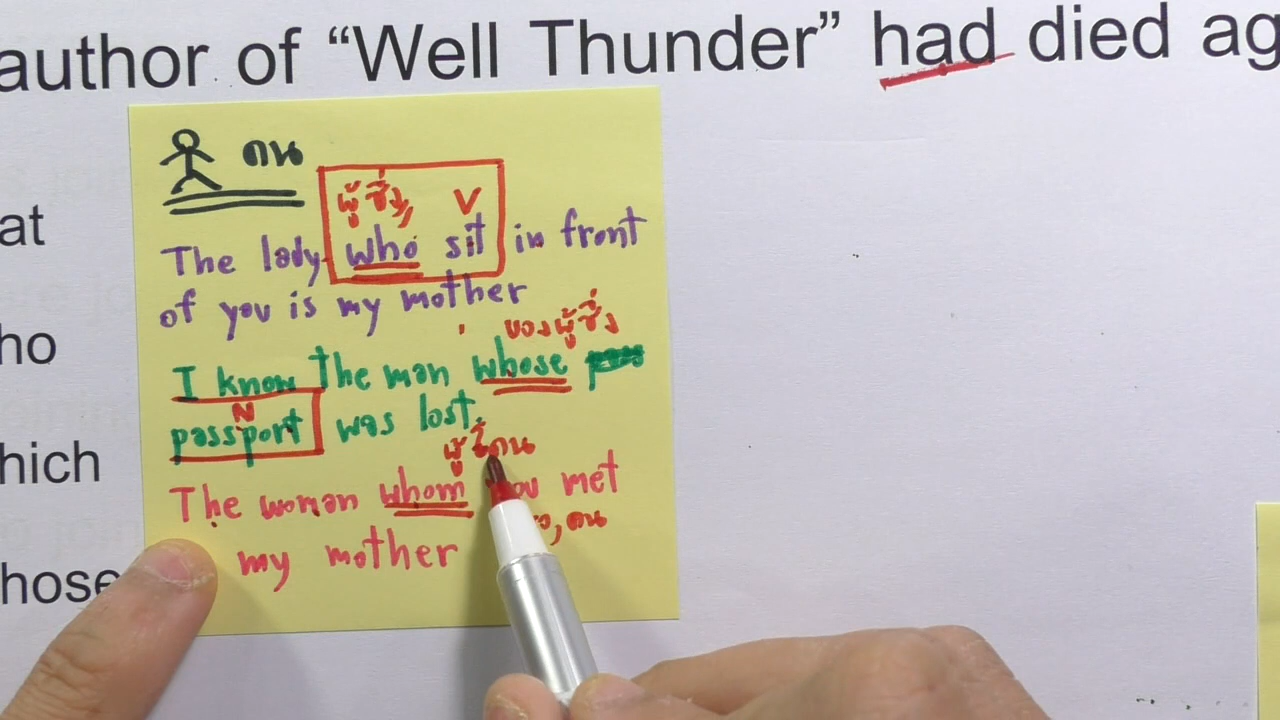 author of “Well Thunder” had died ag
at
ho
hich
hose
คน
ผู้ซึ่ง, V
The lady who sit in front
of you is my mother
ของผู้ซึ่ง
I know the man whose
N
passport was lost.
ผู้
The woman whom you met
, คน
my mother